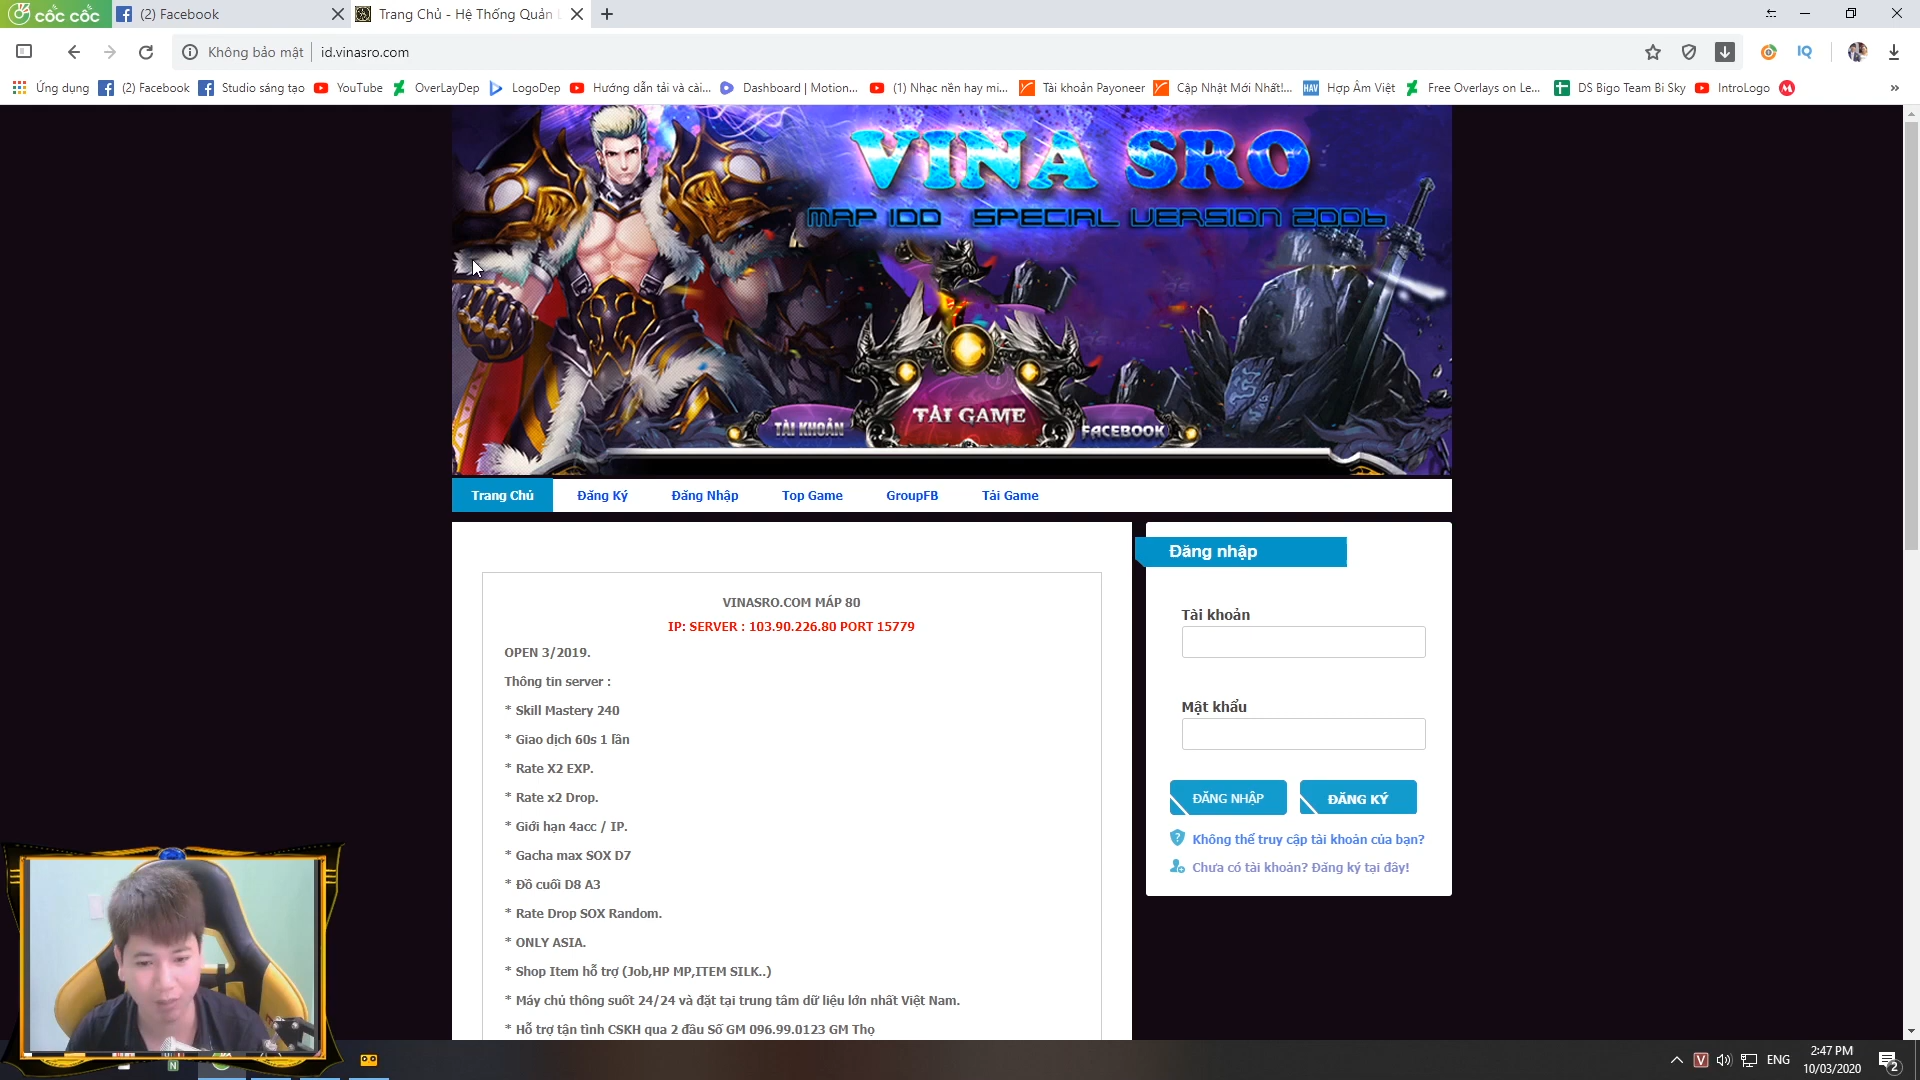 cốc cốc
(2) Facebook
Trang Chủ - Hệ Thống Quản L
Không bảo mật
id.vinasro.com
IQ
Ứng dụng
(2) Facebook
Studio sáng tạo
YouTube
OverLayDep
LogoDep
Hướng dẫn tải và cài...
Dashboard | Motion...
(1) Nhạc nền hay mi...
Tài khoản Payoneer
Cập Nhật Mới Nhất!...
HAV
Hợp Âm Việt
Free Overlays on Le...
DS Bigo Team Bi Sky
IntroLogo
VINA SRO
MAP 100 SPECIAL VERSION 2006
TÀI KHOẢN
TẢI GAME
FACEBOOK
Trang Chủ
Đăng Ký
Đăng Nhập
Top Game
GroupFB
Tải Game
VINASRO.COM MÁP 80
IP: SERVER : 103.90.226.80 PORT 15779
OPEN 3/2019.
Thông tin server :
* Skill Mastery 240
* Giao dịch 60s 1 lần
* Rate X2 EXP.
* Rate x2 Drop.
* Giới hạn 4acc / IP.
* Gacha max SOX D7
* Đồ cuối D8 A3
* Rate Drop SOX Random.
* ONLY ASIA.
* Shop Item hỗ trợ (Job,HP MP,ITEM SILK..)
* Máy chủ thông suốt 24/24 và đặt tại trung tâm dữ liệu lớn nhất Việt Nam.
* Hỗ trợ tận tình CSKH qua 2 đầu Số GM 096.99.0123 GM Thọ
Đăng nhập
Tài khoản
Mật khẩu
ĐĂNG NHẬP
ĐĂNG KÝ
Không thể truy cập tài khoản của bạn?
Chưa có tài khoản? Đăng ký tại đây!
V
ENG
2:47 PM
10/03/2020
2